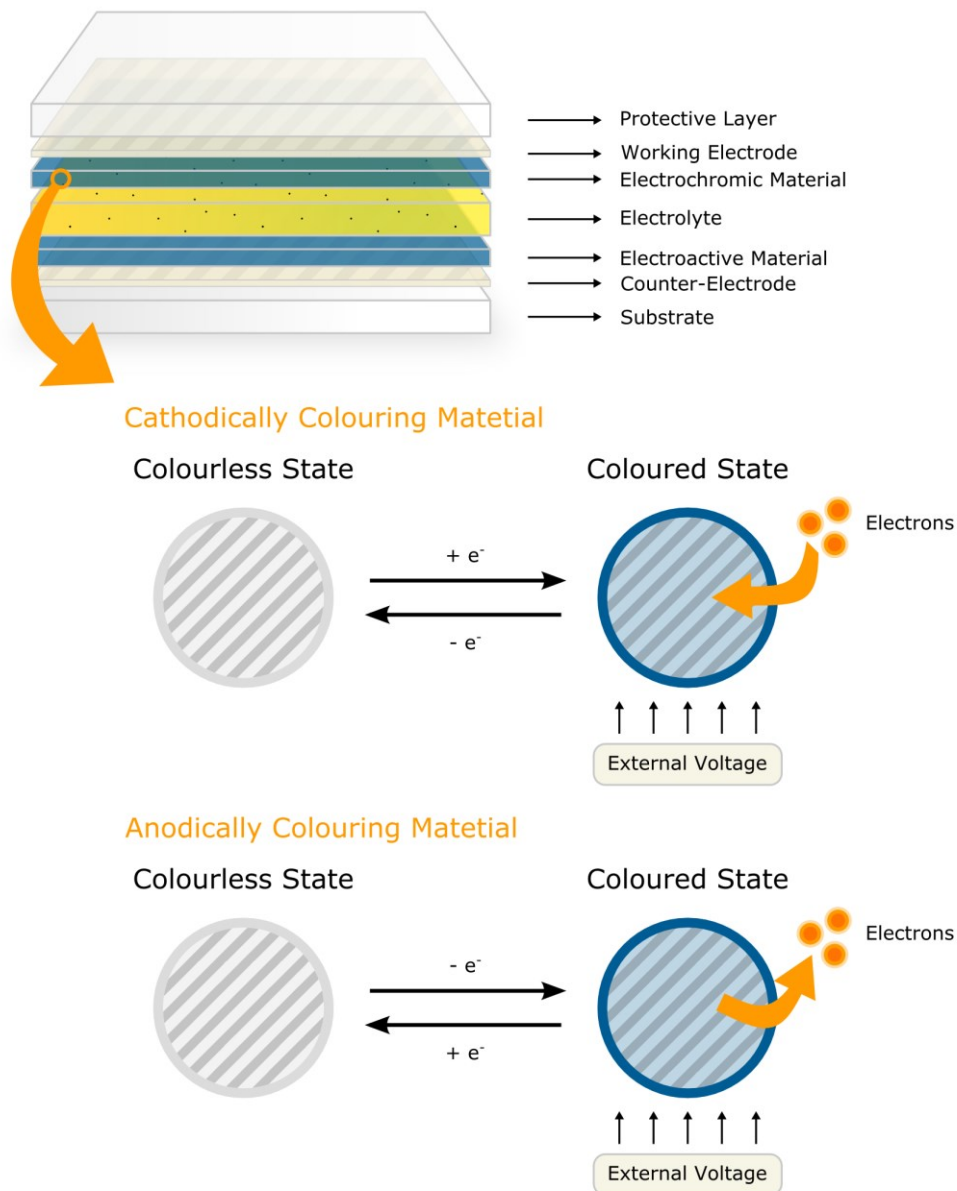 Protective Layer
Working Electrode
Electrochromic Material
Electrolyte
Electroactive Material
Counter-Electrode
Substrate
Cathodically Colouring Matetial
Colourless State
Coloured State
Electrons
+ e-
- e-
External Voltage
Anodically Colouring Matetial
Colourless State
Coloured State
Electrons
- e-
+ e-
External Voltage